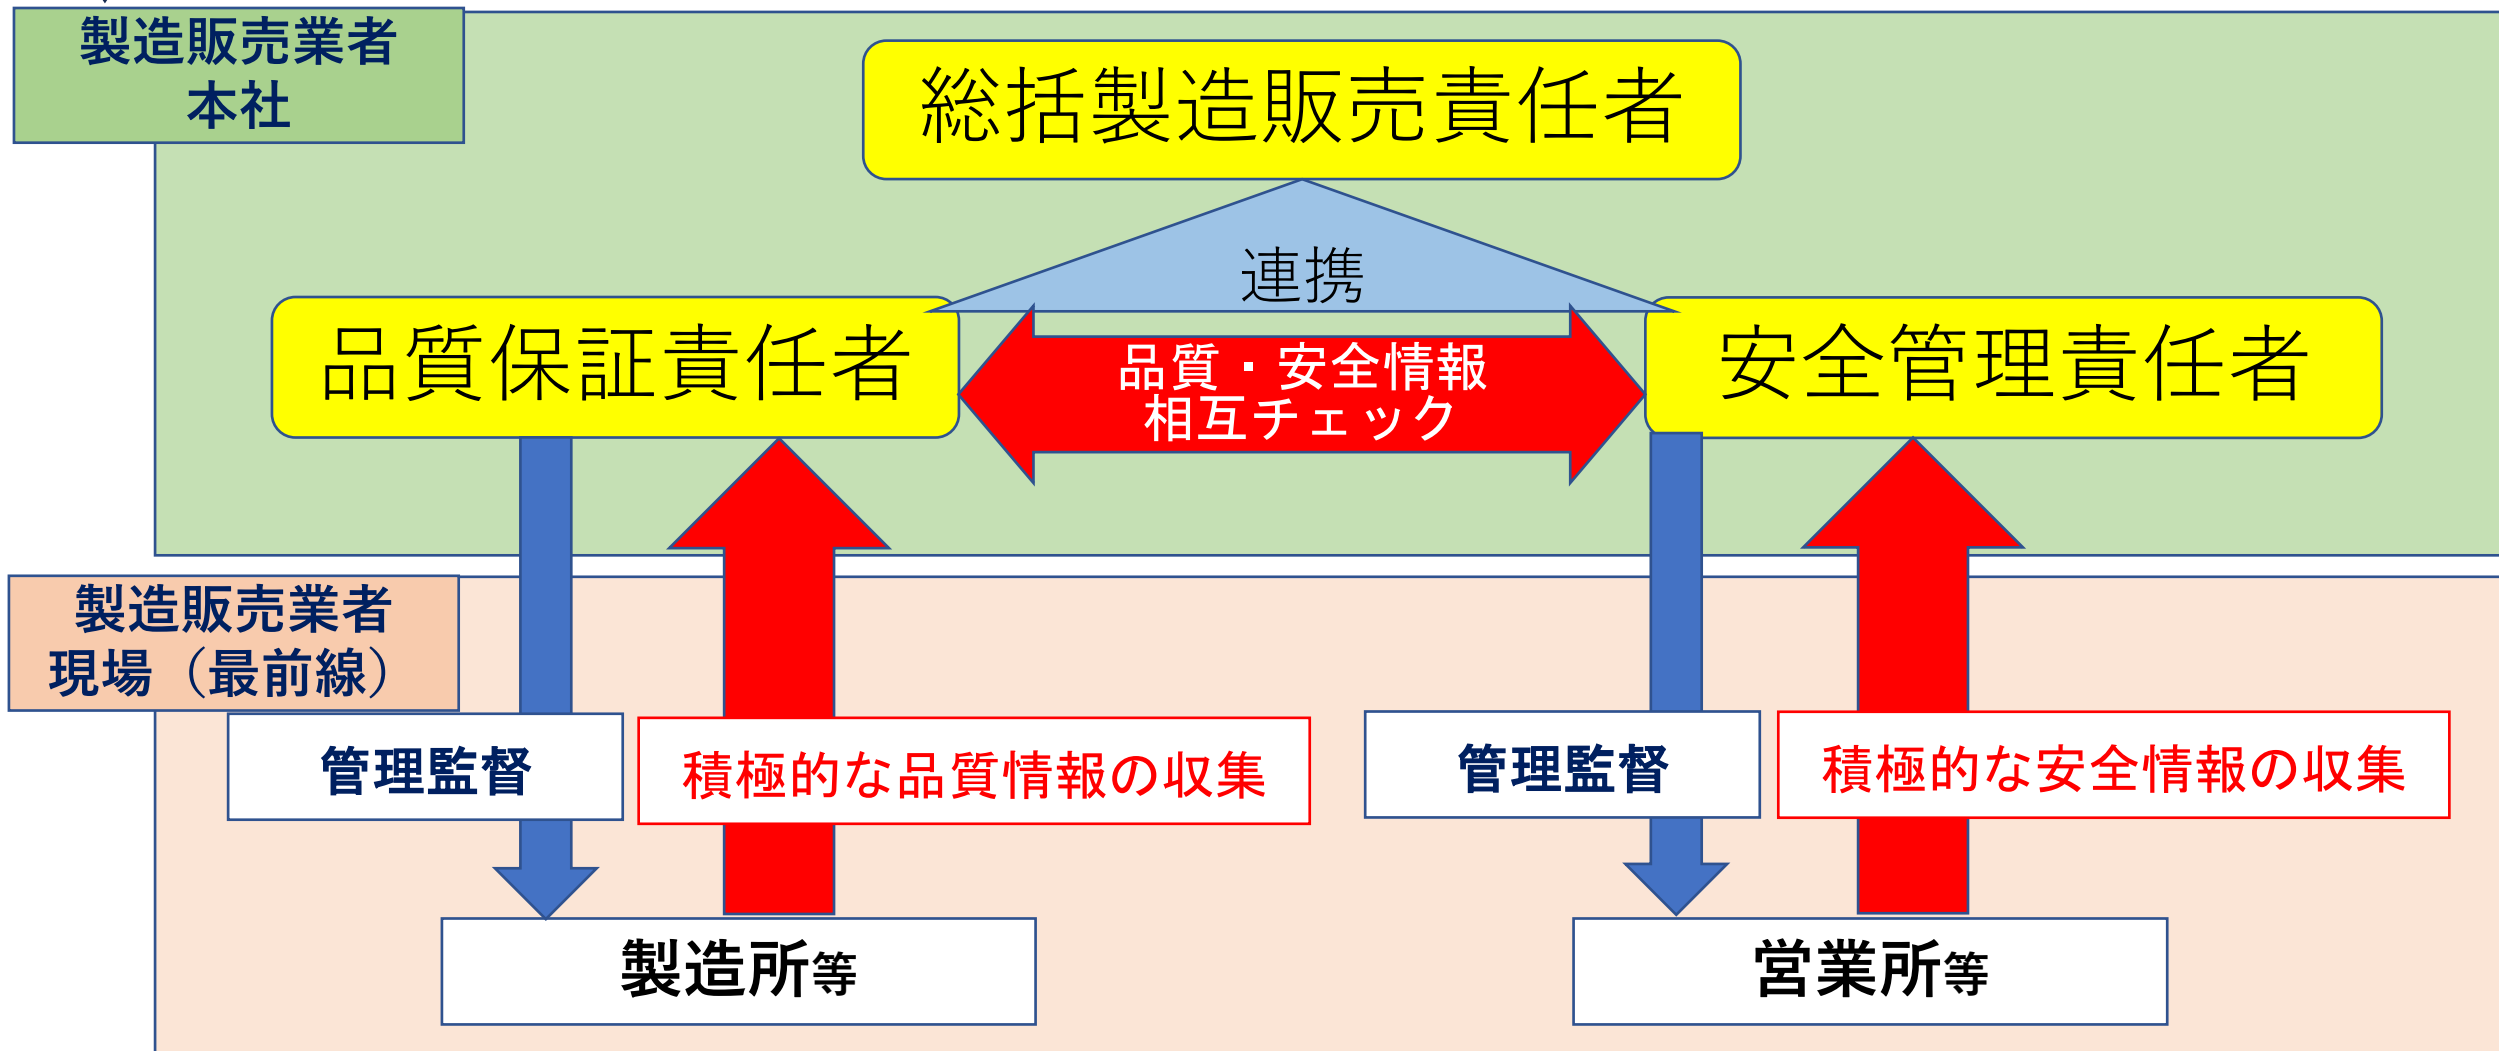 製造販売業者
本社
総括製造販売責任者
連携
品質保証責任者
品質・安全情報
相互チェック
安全管理責任者
製造販売業者
現場（最前線）
管理監督
積極的な品質情報の収集
管理監督
積極的な安全情報の収集
製造所等
営業所等